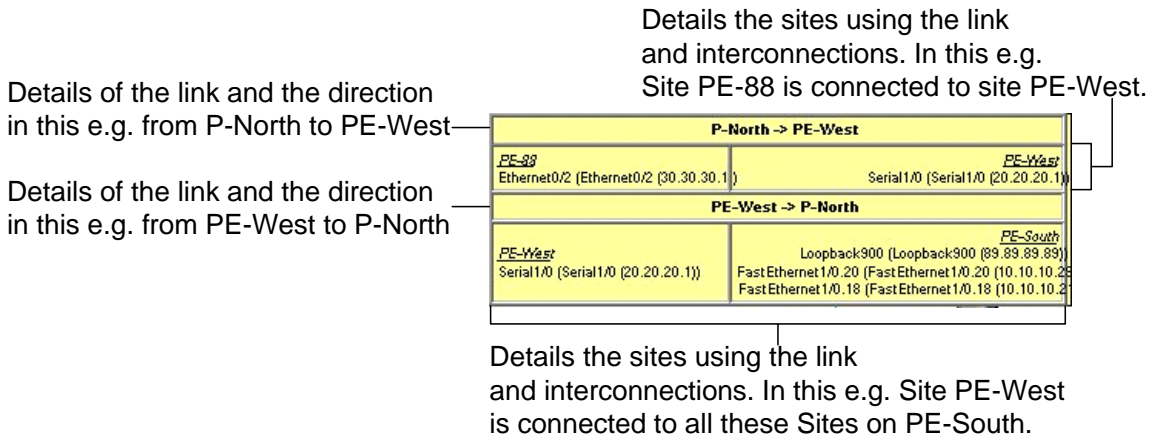 Details the sites using the link
and interconnections. In this e.g.
Site PE-88 is connected to site PE-West.
Details of the link and the direction
in this e.g. from P-North to PE-West
P-North -> PE-West
PE-88
Ethernet0/2 (Ethernet0/2 (30.30.30.1)
PE-West
Serial1/0 (Serial1/0 (20.20.20.1))
Details of the link and the direction
in this e.g. from PE-West to P-North
PE-West -> P-North
PE-West
Serial1/0 (Serial1/0 (20.20.20.1))
PE-South
Loopback900 (Loopback900 (89.89.89.89))
FastEthernet1/0.20 (FastEthernet1/0.20 (10.10.10.
FastEthernet1/0.18 (FastEthernet1/0.18 (10.10.10.
Details the sites using the link
and interconnections. In this e.g. Site PE-West
is connected to all these Sites on PE-South.